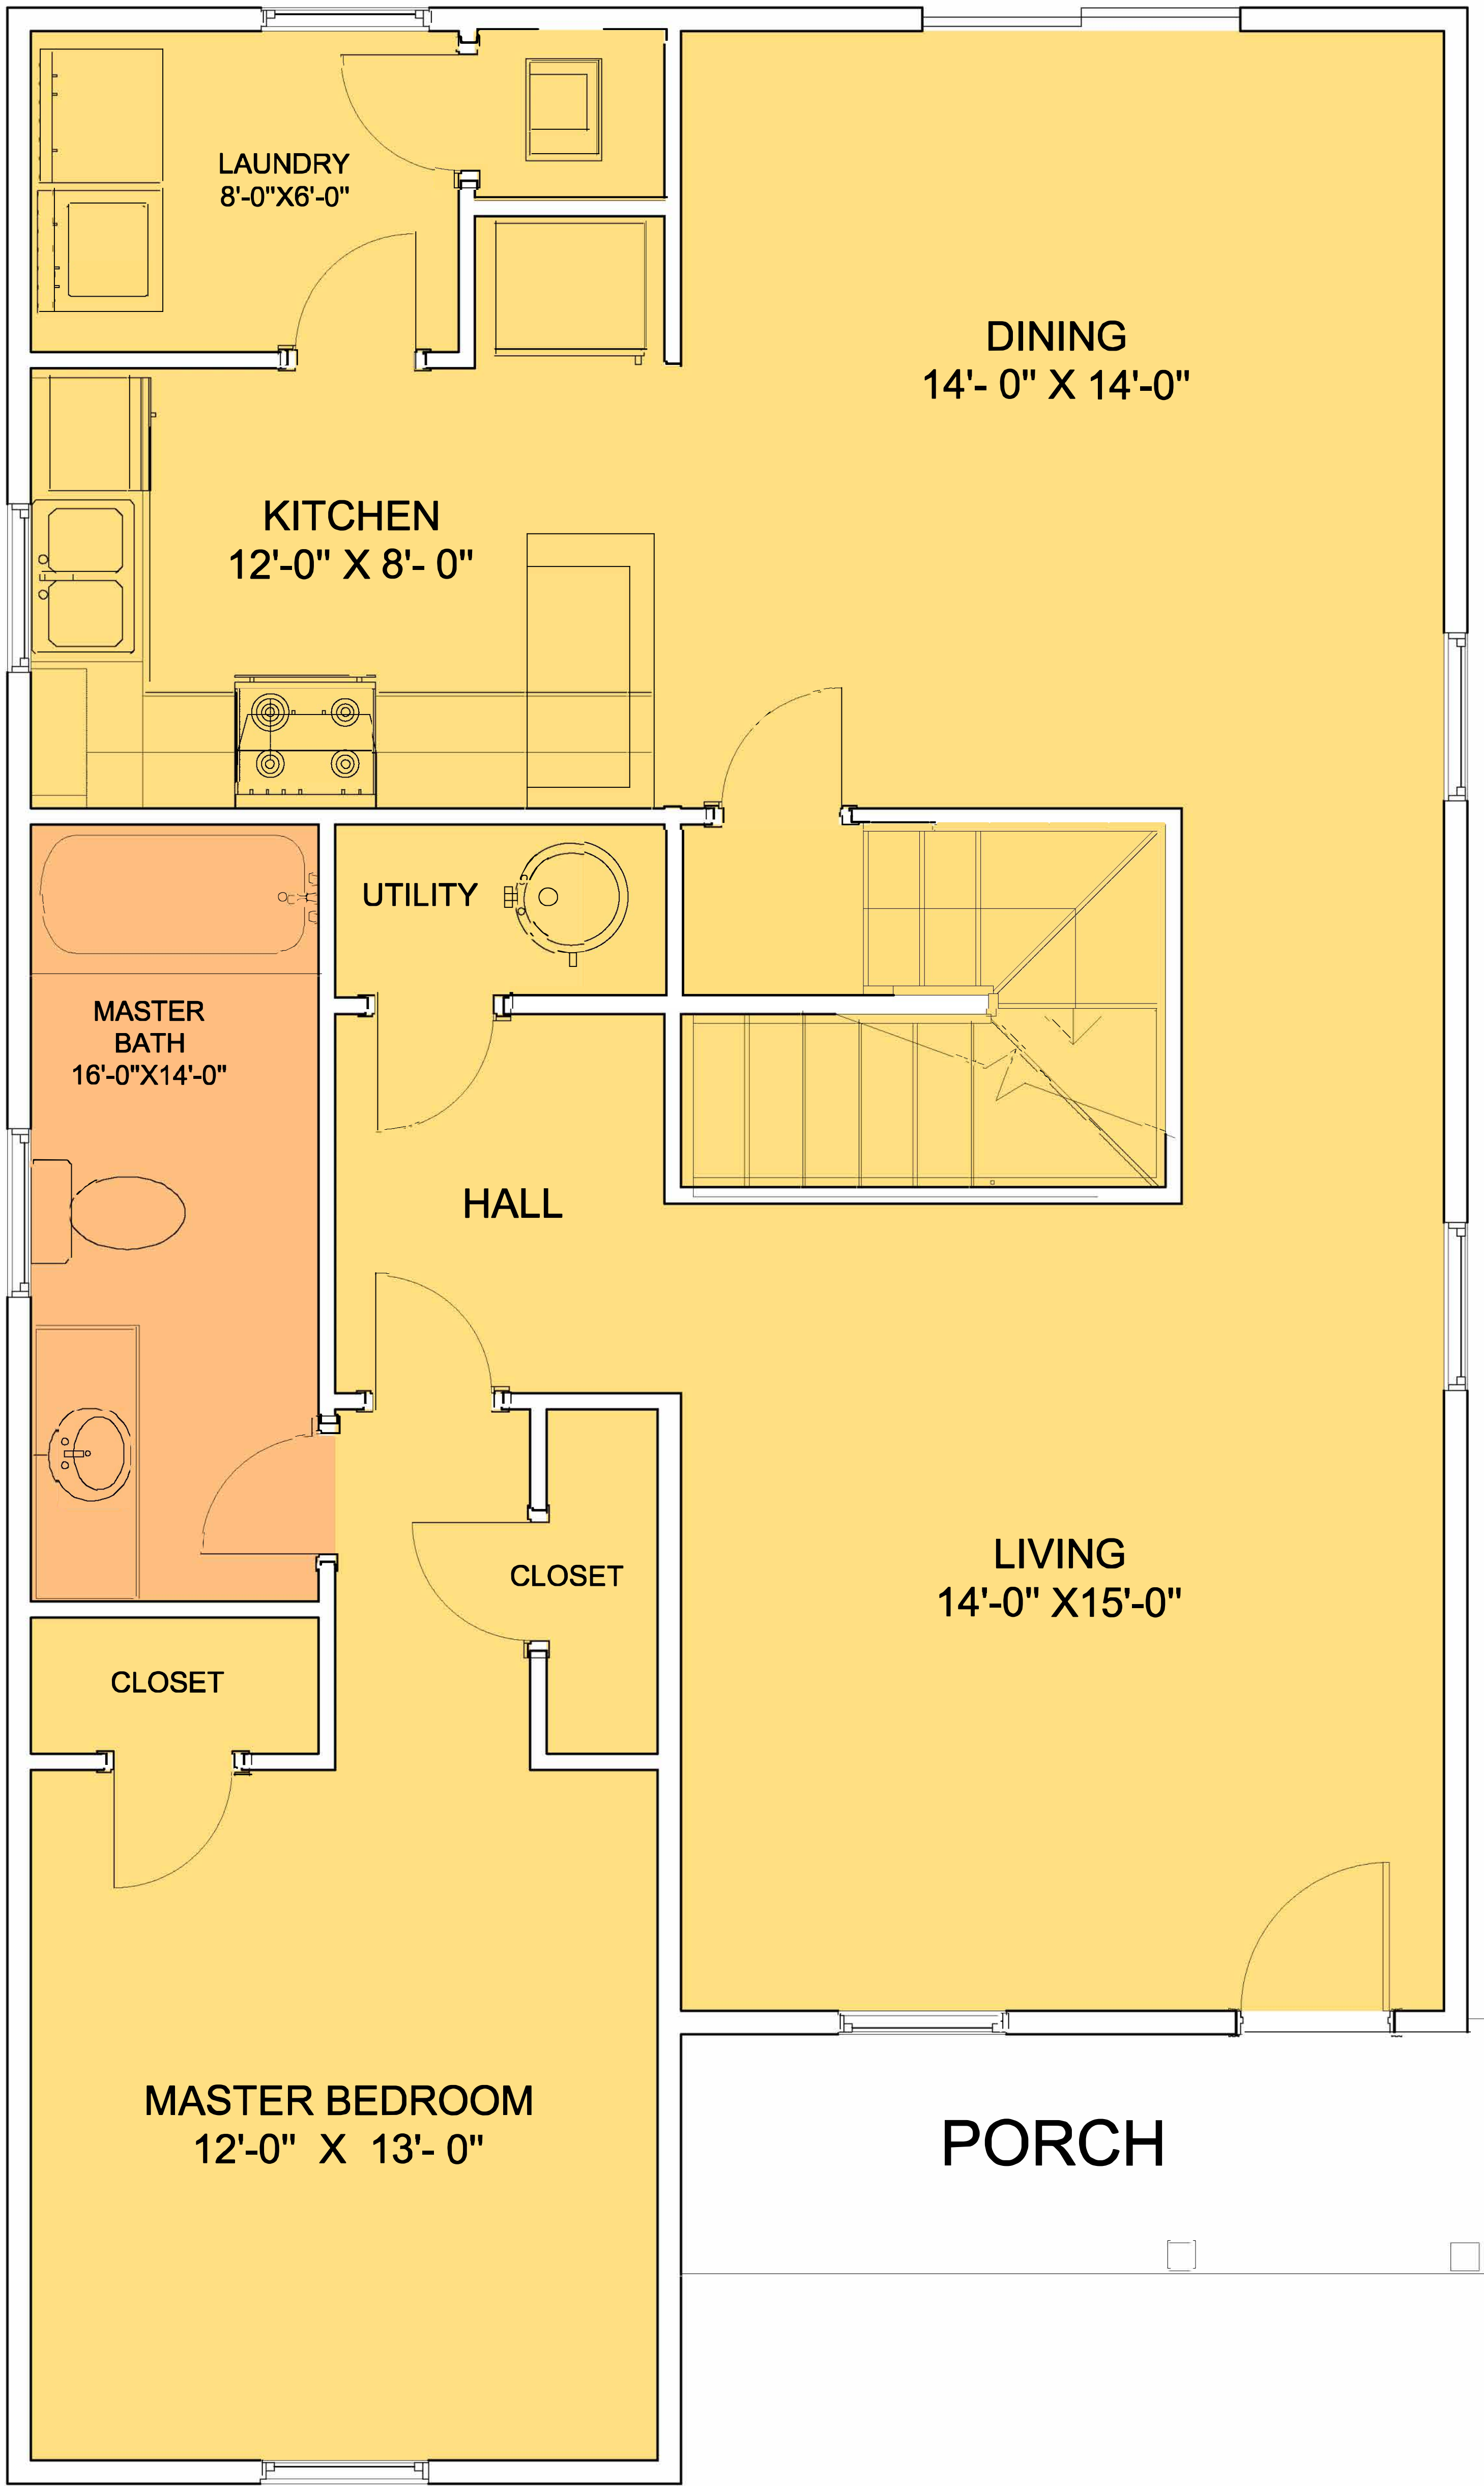 LAUNDRY
8'-0"X6'-0"
DINING
14'- 0" X 14'-0"
KITCHEN
12'-0" X 8'- 0"
UTILITY
MASTER
BATH
16'-0"X14'-0"
HALL
LIVING
14'-0" X15'-0"
CLOSET
CLOSET
MASTER BEDROOM
12'-0" X 13'- 0"
PORCH